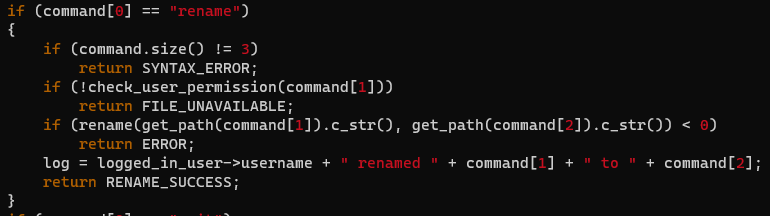 if (command[0] == "rename")
{
    if (command.size() != 3)
        return SYNTAX_ERROR;
    if (!check_user_permission(command[1]))
        return FILE_UNAVAILABLE;
    if (rename(get_path(command[1]).c_str(), get_path(command[2]).c_str()) < 0)
        return ERROR;
    log = logged_in_user->username + " renamed " + command[1] + " to " + command[2];
    return RENAME_SUCCESS;
}